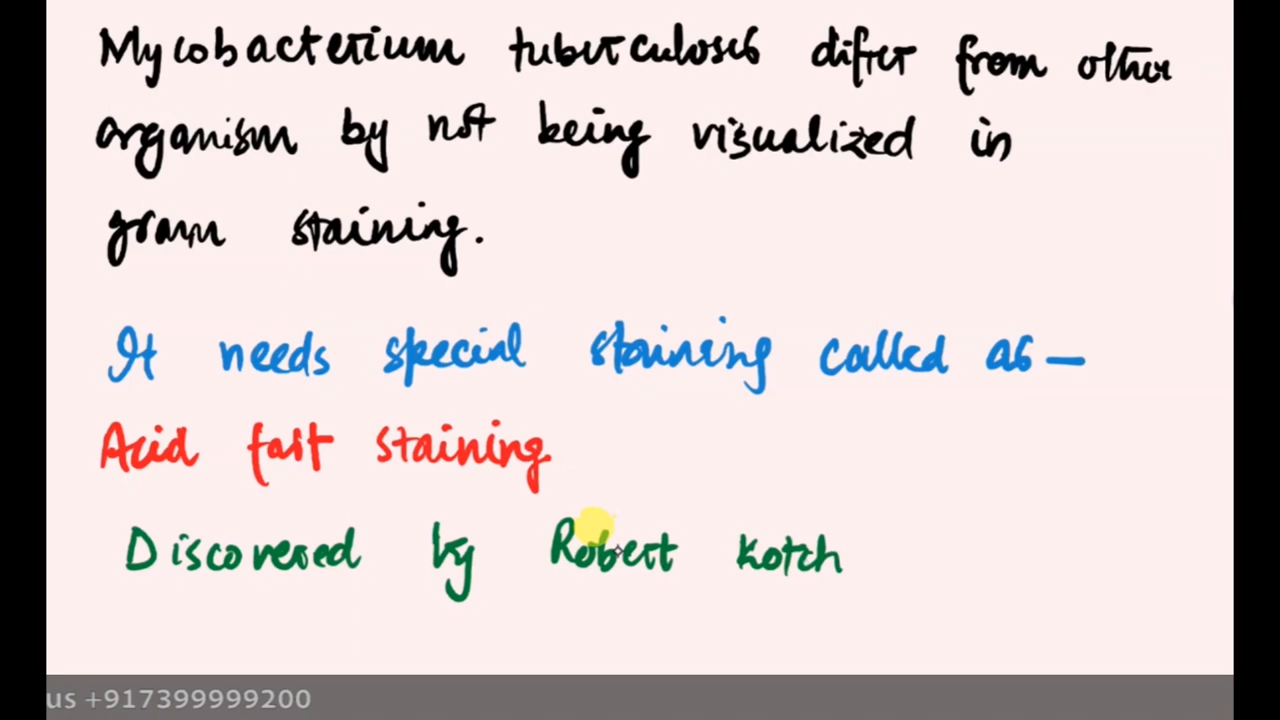 Mycobacterium tuberculosis differ from other
organism by not being visualized in
gram staining.
It needs special staining called as —
Acid fast staining
Discovered by Robert Kotch
us +917399999200